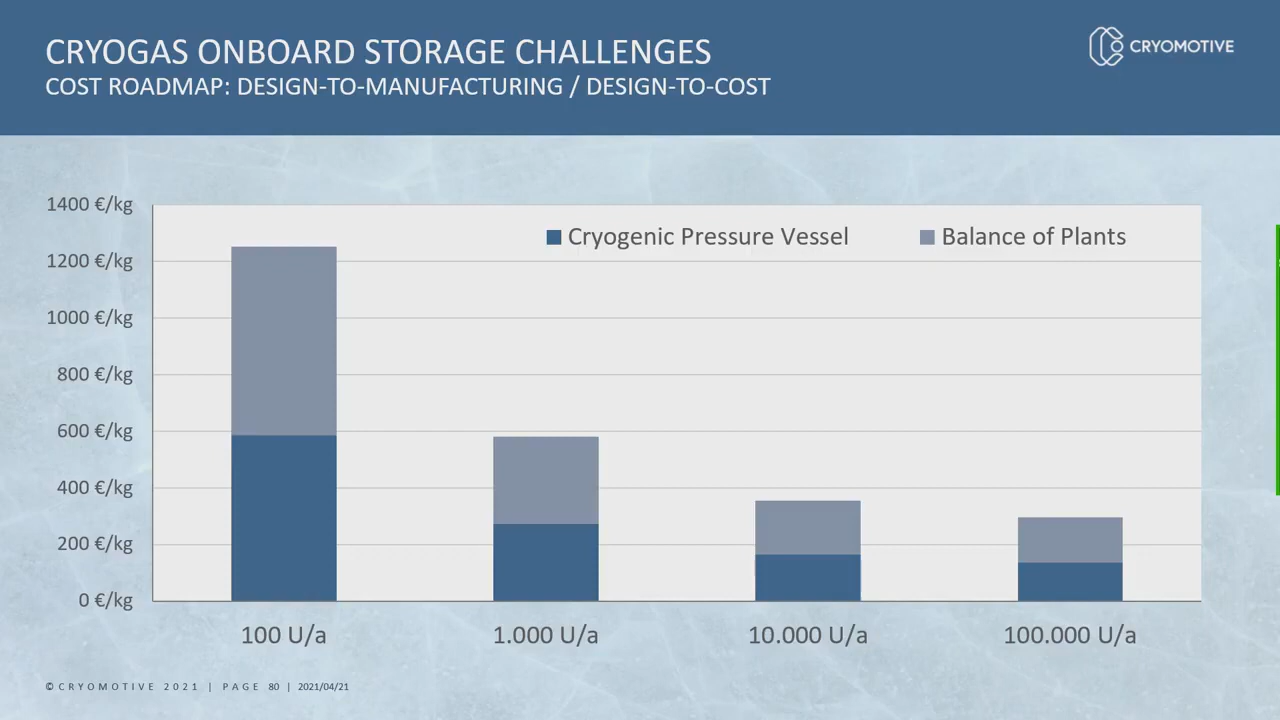 CRYOGAS ONBOARD STORAGE CHALLENGES
COST ROADMAP: DESIGN-TO-MANUFACTURING / DESIGN-TO-COST
CRYOMOTIVE
1400 €/kg
1200 €/kg
1000 €/kg
800 €/kg
600 €/kg
400 €/kg
200 €/kg
0 €/kg
Cryogenic Pressure Vessel
Balance of Plants
100 U/a
1.000 U/a
10.000 U/a
100.000 U/a
© CRYOMOTIVE 2021 | PAGE 80 | 2021/04/21